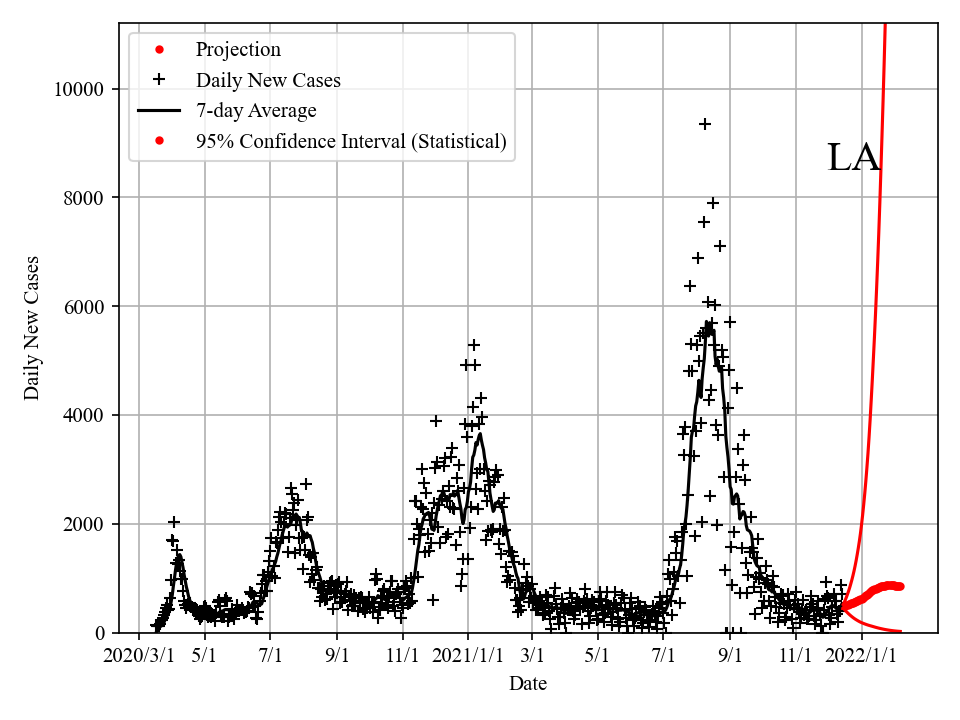 Projection
Daily New Cases
7-day Average
95% Confidence Interval (Statistical)
LA
10000
8000
6000
4000
2000
0
Daily New Cases
2020/3/1 5/1 7/1 9/1 11/1 2021/1/1 3/1 5/1 7/1 9/1 11/1 2022/1/1
Date